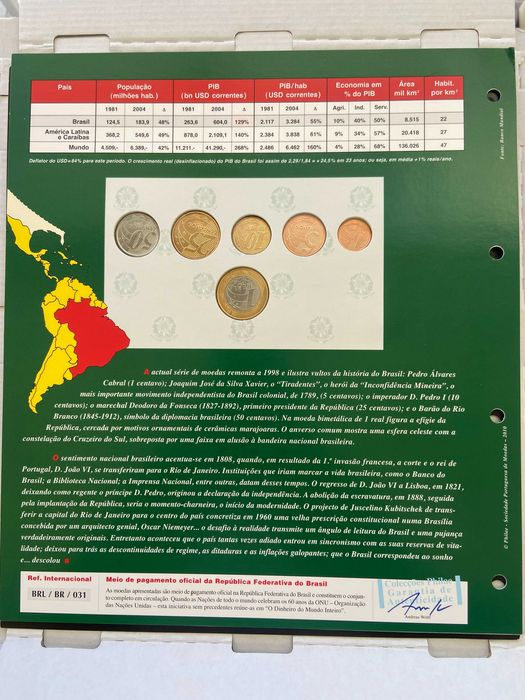 País População (milhões hab.) PIB (bn USD correntes) PIB/hab (USD correntes) Economia em % do PIB Área mil km² Habit. por km²
1981 2004 Δ 1981 2004 Δ 1981 2004 Δ Agri. Ind. Serv.
Brasil 124,5 183,9 48% 263,6 604,0 129% 2.117 3.284 55% 10% 40% 50% 8.515 22
América Latina e Caraíbas 368,2 549,6 49% 878,0 2.109,1 140% 2.384 3.838 61% 9% 34% 57% 20.418 27
Mundo 4.509,- 6.389,- 42% 11.211,- 41.290,- 268% 2.486 6.462 160% 4% 28% 68% 136.026 47
Deflator do USD=84% para este período. O crescimento real (desinflacionado) do PIB do Brasil foi assim de 2,29/1,84 = + 24,5% em 23 anos; ou seja, em média +1% reais/ano.
Fonte: Banco Mundial
A actual série de moedas remonta a 1998 e ilustra vultos da história do Brasil: Pedro Álvares
Cabral (1 centavo); Joaquim José da Silva Xavier, o "Tiradentes", o herói da "Inconfidência Mineira", o
mais importante movimento independentista do Brasil colonial, de 1789, (5 centavos); o imperador D. Pedro I (10
centavos); o marechal Deodoro da Fonseca (1827-1892), primeiro presidente da República (25 centavos); e o Barão do Rio
Branco (1845-1912), símbolo da diplomacia brasileira (50 centavos). Na moeda bimetálica de 1 real figura a efígie da
República, cercada por motivos ornamentais de cerâmicas marajoaras. O anverso comum mostra uma esfera celeste com a
constelação do Cruzeiro do Sul, sobreposto por uma faixa em alusão à bandeira nacional brasileira.
O sentimento nacional brasileiro acentua-se em 1808, quando, em resultado da 1.ª invasão francesa, a corte e o rei de
Portugal, D. João VI, se transferiram para o Rio de Janeiro. Instituições que iriam marcar a vida brasileira, como o Banco do
Brasil; a Biblioteca Nacional; a Imprensa Nacional, entre outras, datam desses tempos. O regresso de D. João VI a Lisboa, em 1821,
deixando como regente o príncipe D. Pedro, originou a declaração da independência. A abolição da escravatura, em 1888, seguida
pela implantação da República, seria o momento-charneira, o início da modernidade. O projecto de Juscelino Kubitschek de trans-
ferir a capital do Rio de Janeiro para o centro do país concretiza em 1960 uma velha prescrição constitucional numa Brasília
concebida por um arquitecto genial, Oscar Niemeyer... o desafio à realidade transmite um ângulo de leitura do Brasil e uma pujança
verdadeiramente originais. Entretanto aconteceu que o país tantas vezes adiado entrou em sincronismo com as suas reservas de vita-
lidade; deixou para trás as descontinuidades de regime, as ditaduras e as inflações galopantes; que o Brasil correspondeu ao sonho
e... descolou
© Philae - Sociedade Portuguesa de Moedas - 2010
Ref. Internacional
BRL / BR / 031
Meio de pagamento oficial da República Federativa do Brasil
As moedas apresentadas são meio de pagamento oficial na República Federativa do Brasil e constituem o conjun-
to completo em circulação. Quando as Nações de todo o mundo celebram os 60 anos da ONU – Organização
das Nações Unidas – esta iniciativa sem precedentes reúne-as em "O Dinheiro do Mundo Inteiro".
Colecções Philae
Garantia de
Autenticidade
Andreas Wolf